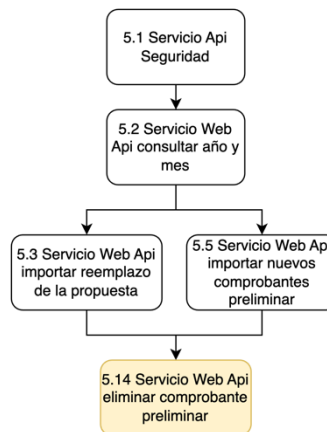 5.1 Servicio Api
Seguridad
5.2 Servicio Web
Api consultar año y
mes
5.3 Servicio Web Api
importar reemplazo
de la propuesta
5.5 Servicio Web Api
importar nuevos
comprobantes
preliminar
5.14 Servicio Web Api
eliminar comprobante
preliminar